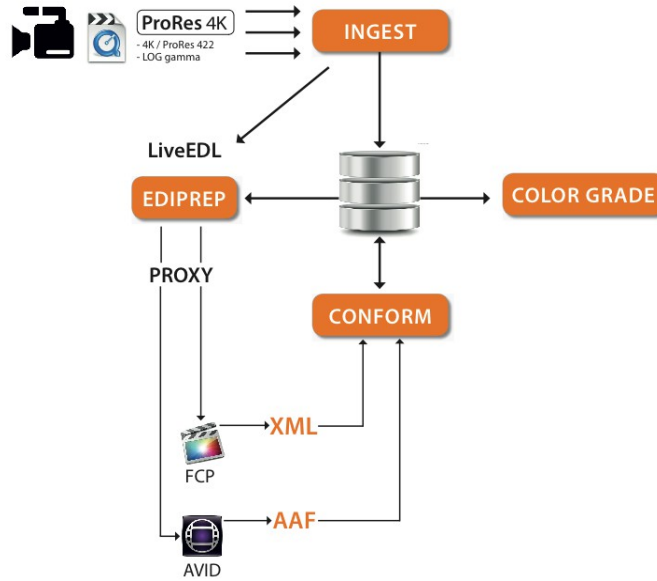 ProRes 4K
- 4K / ProRes 422
- LOG gamma
INGEST
LiveEDL
EDIPREP
COLOR GRADE
PROXY
CONFORM
XML
FCP
AAF
AVID